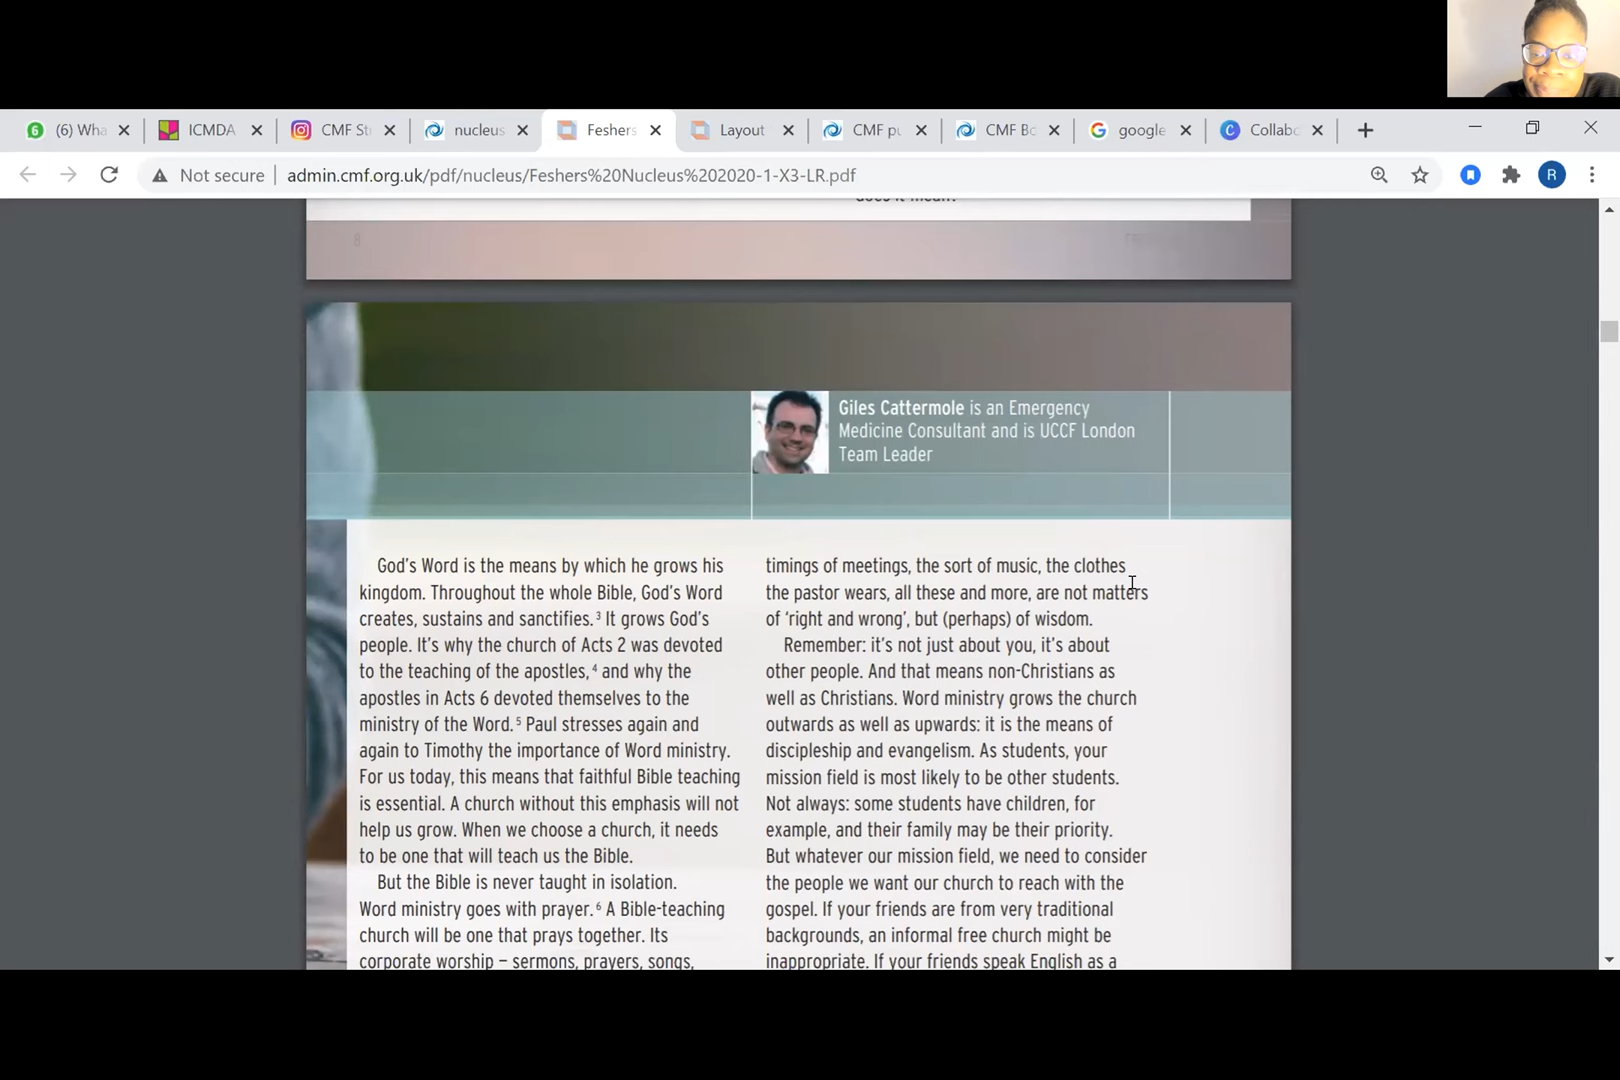 (6) Wha
ICMDA
CMF St
nucleus
Feshers
Layout
CMF pu
CMF Bo
google
Collabo
Not secure
admin.cmf.org.uk/pdf/nucleus/Feshers%20Nucleus%202020-1-X3-LR.pdf
R
does it mean?
8
Giles Cattermole is an Emergency
Medicine Consultant and is UCCF London
Team Leader
God's Word is the means by which he grows his
kingdom. Throughout the whole Bible, God's Word
creates, sustains and sanctifies. 3 It grows God's
people. It's why the church of Acts 2 was devoted
to the teaching of the apostles, 4 and why the
apostles in Acts 6 devoted themselves to the
ministry of the Word. 5 Paul stresses again and
again to Timothy the importance of Word ministry.
For us today, this means that faithful Bible teaching
is essential. A church without this emphasis will not
help us grow. When we choose a church, it needs
to be one that will teach us the Bible.
But the Bible is never taught in isolation.
Word ministry goes with prayer. 6 A Bible-teaching
church will be one that prays together. Its
corporate worship – sermons, prayers, songs,
timings of meetings, the sort of music, the clothes
the pastor wears, all these and more, are not matters
of 'right and wrong', but (perhaps) of wisdom.
Remember: it's not just about you, it's about
other people. And that means non-Christians as
well as Christians. Word ministry grows the church
outwards as well as upwards: it is the means of
discipleship and evangelism. As students, your
mission field is most likely to be other students.
Not always: some students have children, for
example, and their family may be their priority.
But whatever our mission field, we need to consider
the people we want our church to reach with the
gospel. If your friends are from very traditional
backgrounds, an informal free church might be
inappropriate. If your friends speak English as a